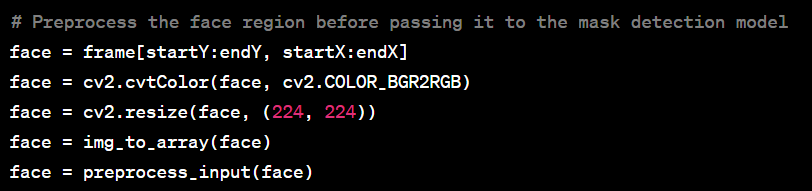 # Preprocess the face region before passing it to the mask detection model
face = frame[startY:endY, startX:endX]
face = cv2.cvtColor(face, cv2.COLOR_BGR2RGB)
face = cv2.resize(face, (224, 224))
face = img_to_array(face)
face = preprocess_input(face)